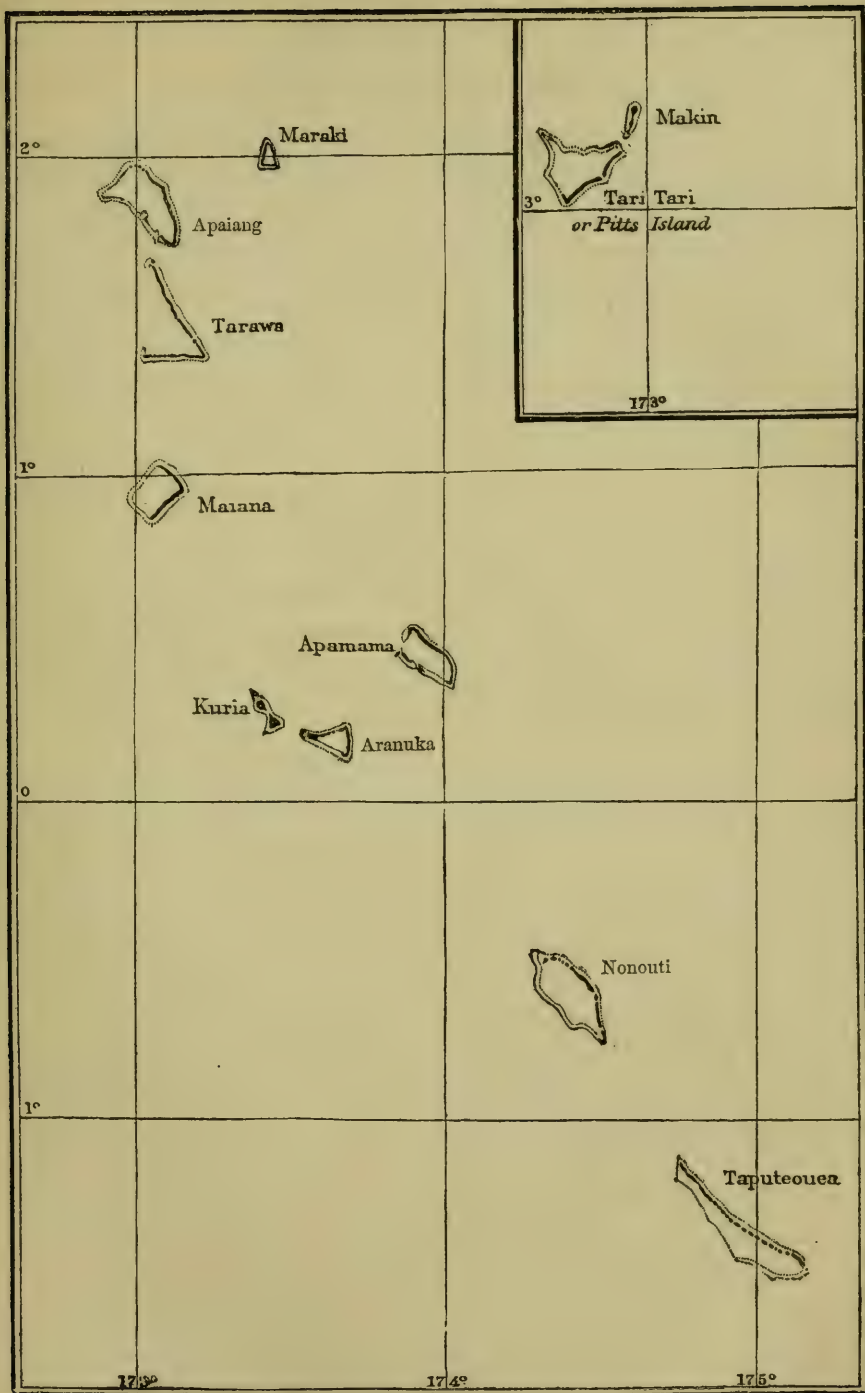 Maraki
Makin
2°
Tari Tari
3°
or Pitts Island
Apaiang
Tarawa
173°
1°
Maiana
Apamama
Kuria
Aranuka
0
Nonouti
1°
Taputeouea
173°
174°
175°